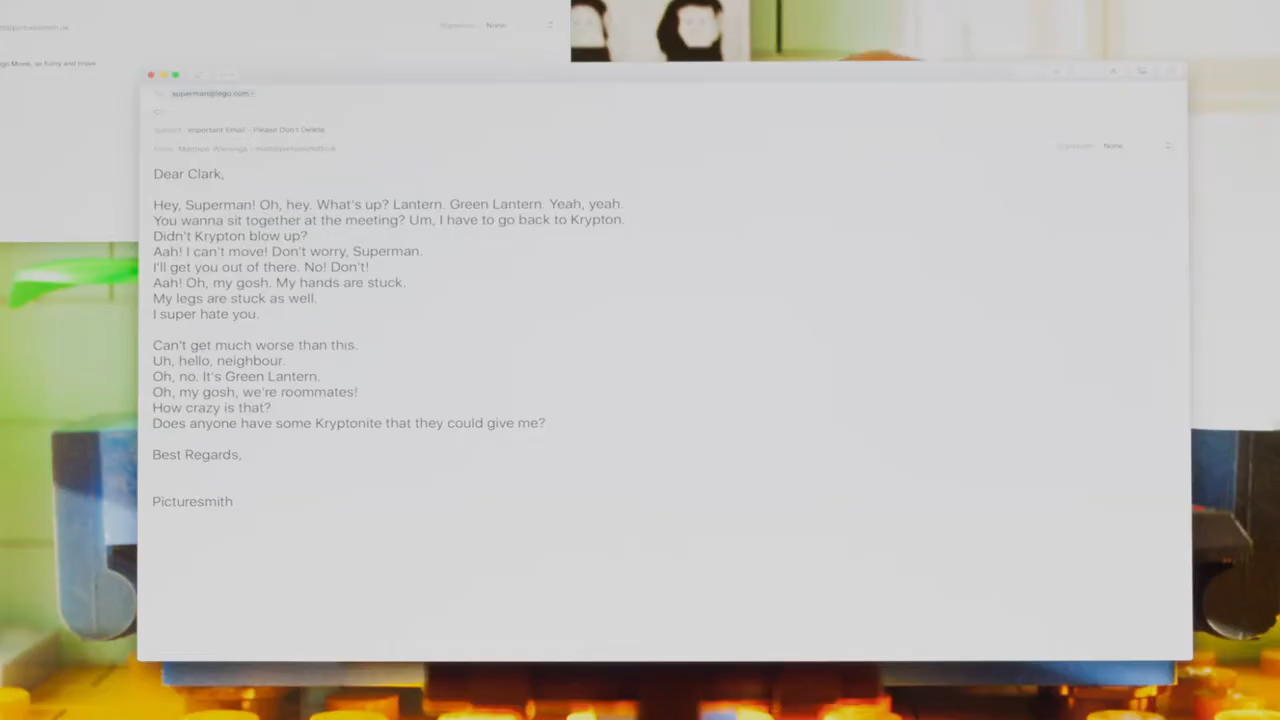 None
superman@lego.com
Important Email - Please Don't Delete
None
Dear Clark,
Hey, Superman! Oh, hey. What's up? Lantern. Green Lantern. Yeah, yeah.
You wanna sit together at the meeting? Um, I have to go back to Krypton.
Didn't Krypton blow up?
Aah! I can't move! Don't worry, Superman.
I'll get you out of there. No! Don't!
Aah! Oh, my gosh. My hands are stuck.
My legs are stuck as well.
I super hate you.
Can't get much worse than this.
Uh, hello, neighbour.
Oh, no. It's Green Lantern.
Oh, my gosh, we're roommates!
How crazy is that?
Does anyone have some Kryptonite that they could give me?
Best Regards,
Picturesmith